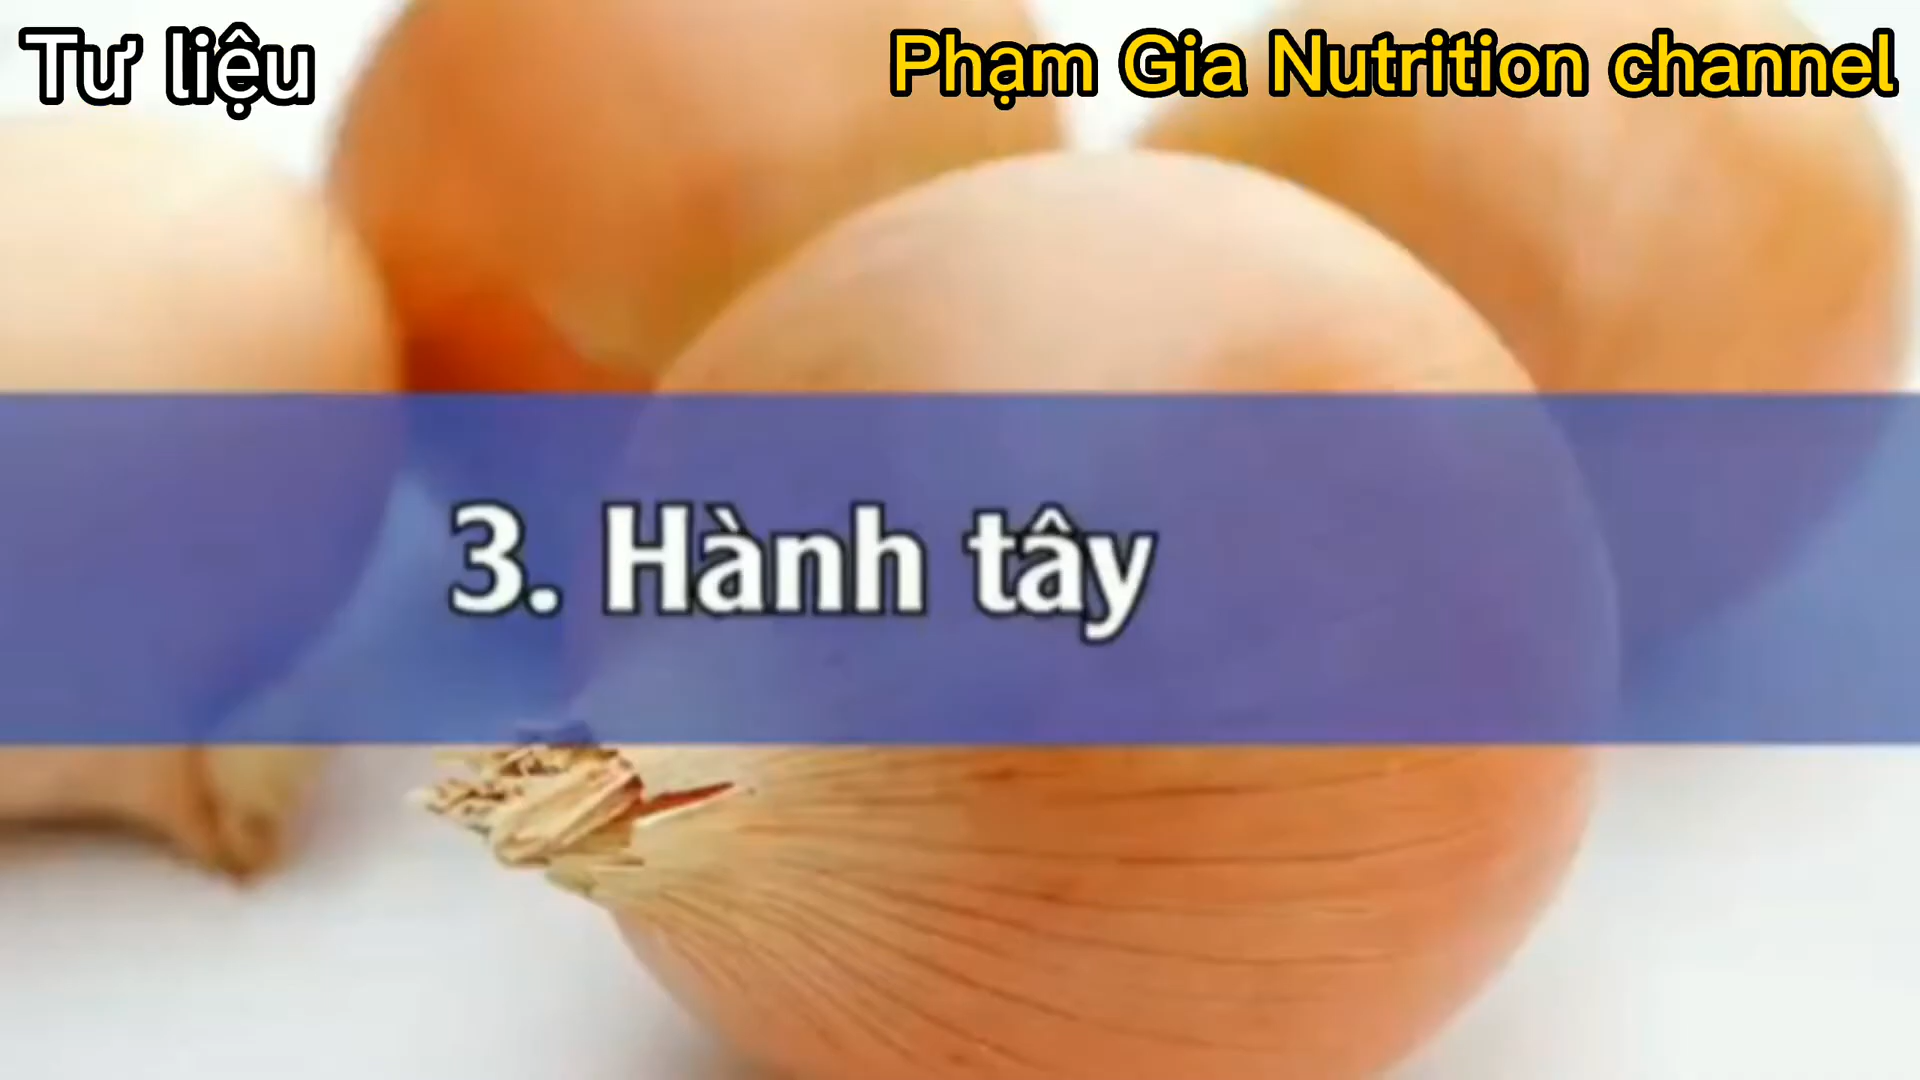 Tư liệu
Phạm Gia Nutrition channel
3. Hành tây